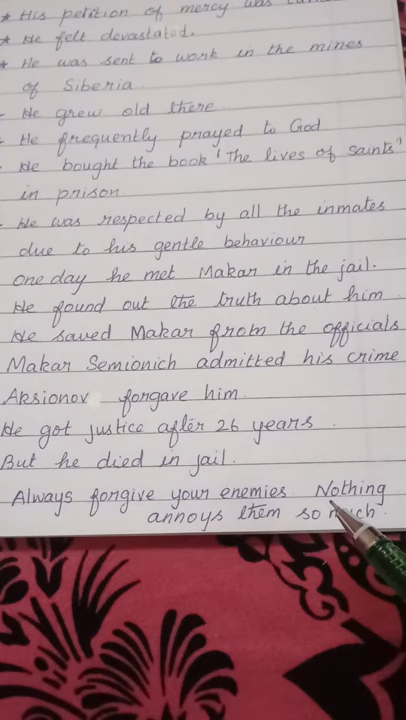 * His petition of mercy was
* He felt devastated.
* He was sent to work in the mines
of Siberia
- He grew old there
- He frequently prayed to God
- He bought the book 'The lives of saints'
in prison
- He was respected by all the inmates
due to his gentle behaviour
one day he met Makar in the jail.
He found out the truth about him
He saved Makar from the officials
Makar Semionich admitted his crime
Aksionov forgave him
He got justice after 26 years
But he died in jail.
Always forgive your enemies. Nothing
annoys them so much.